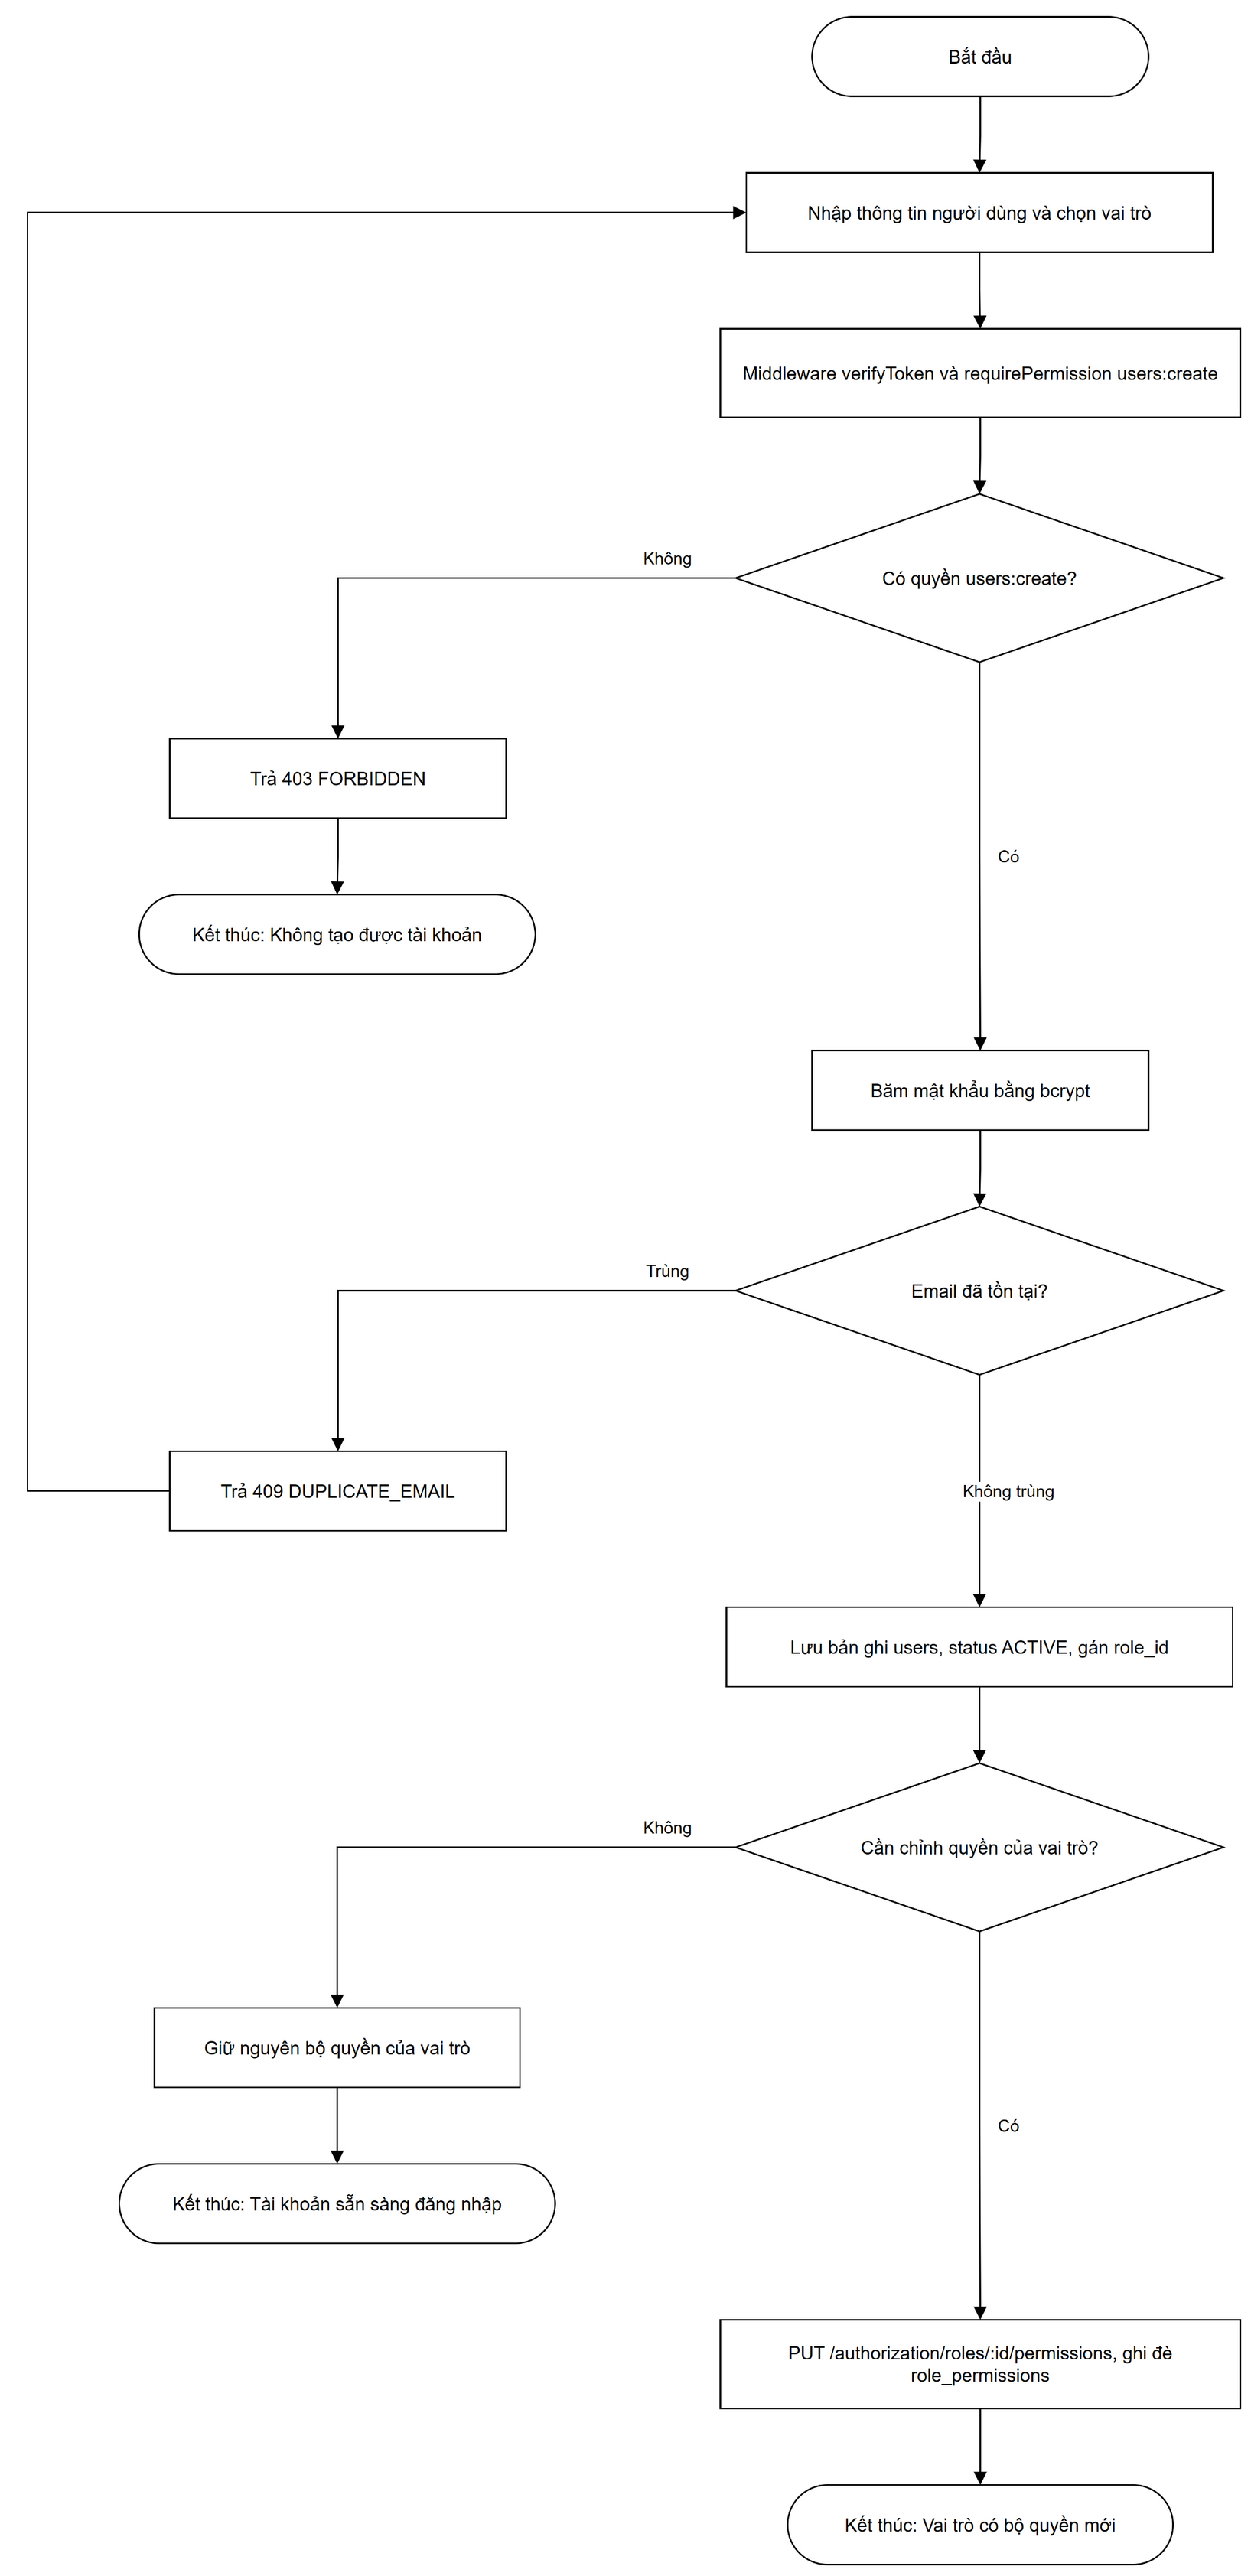 Bắt đầu
Nhập thông tin người dùng và chọn vai trò
Middleware verifyToken và requirePermission users:create
Có quyền users:create?
Không
Trả 403 FORBIDDEN
Có
Kết thúc: Không tạo được tài khoản
Băm mật khẩu bằng bcrypt
Email đã tồn tại?
Trùng
Trả 409 DUPLICATE_EMAIL
Không trùng
Lưu bản ghi users, status ACTIVE, gán role_id
Cần chỉnh quyền của vai trò?
Không
Giữ nguyên bộ quyền của vai trò
Có
Kết thúc: Tài khoản sẵn sàng đăng nhập
PUT /authorization/roles/:id/permissions, ghi đè
role_permissions
Kết thúc: Vai trò có bộ quyền mới